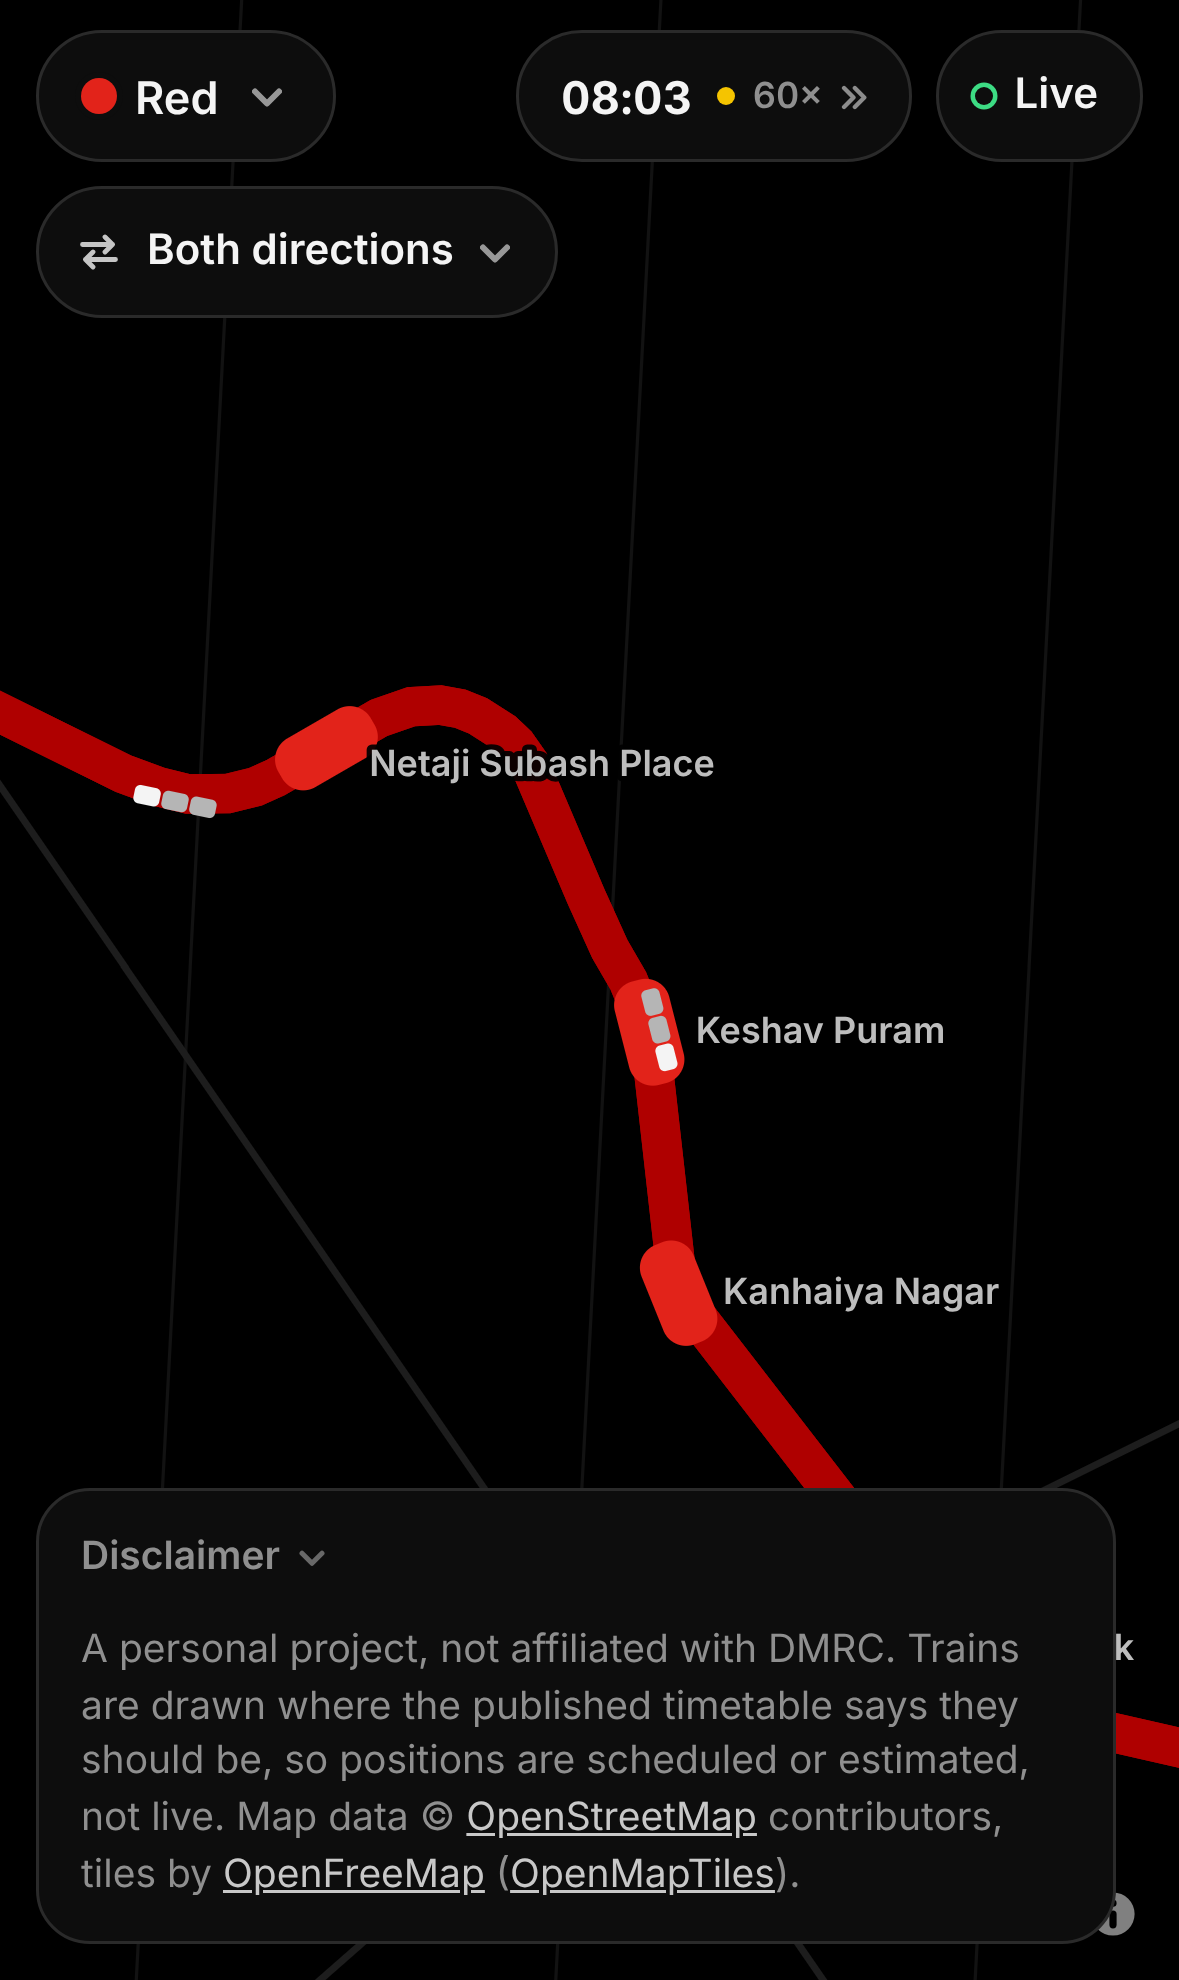 Red
08:03 60× »
Live
Both directions
Netaji Subash Place
Keshav Puram
Kanhaiya Nagar
Disclaimer
A personal project, not affiliated with DMRC. Trains
are drawn where the published timetable says they
should be, so positions are scheduled or estimated,
not live. Map data © OpenStreetMap contributors,
tiles by OpenFreeMap (OpenMapTiles).
k